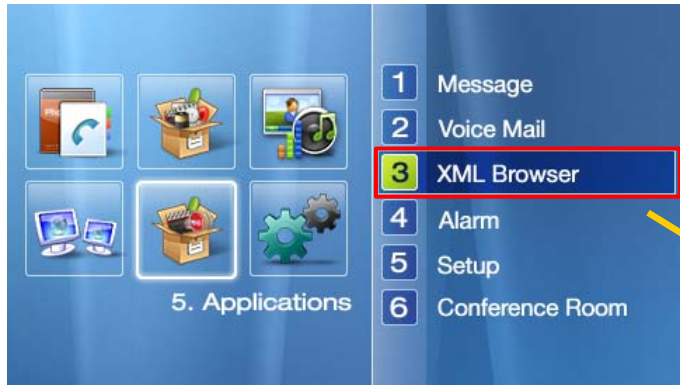 5. Applications
1 Message
2 Voice Mail
3 XML Browser
4 Alarm
5 Setup
6 Conference Room